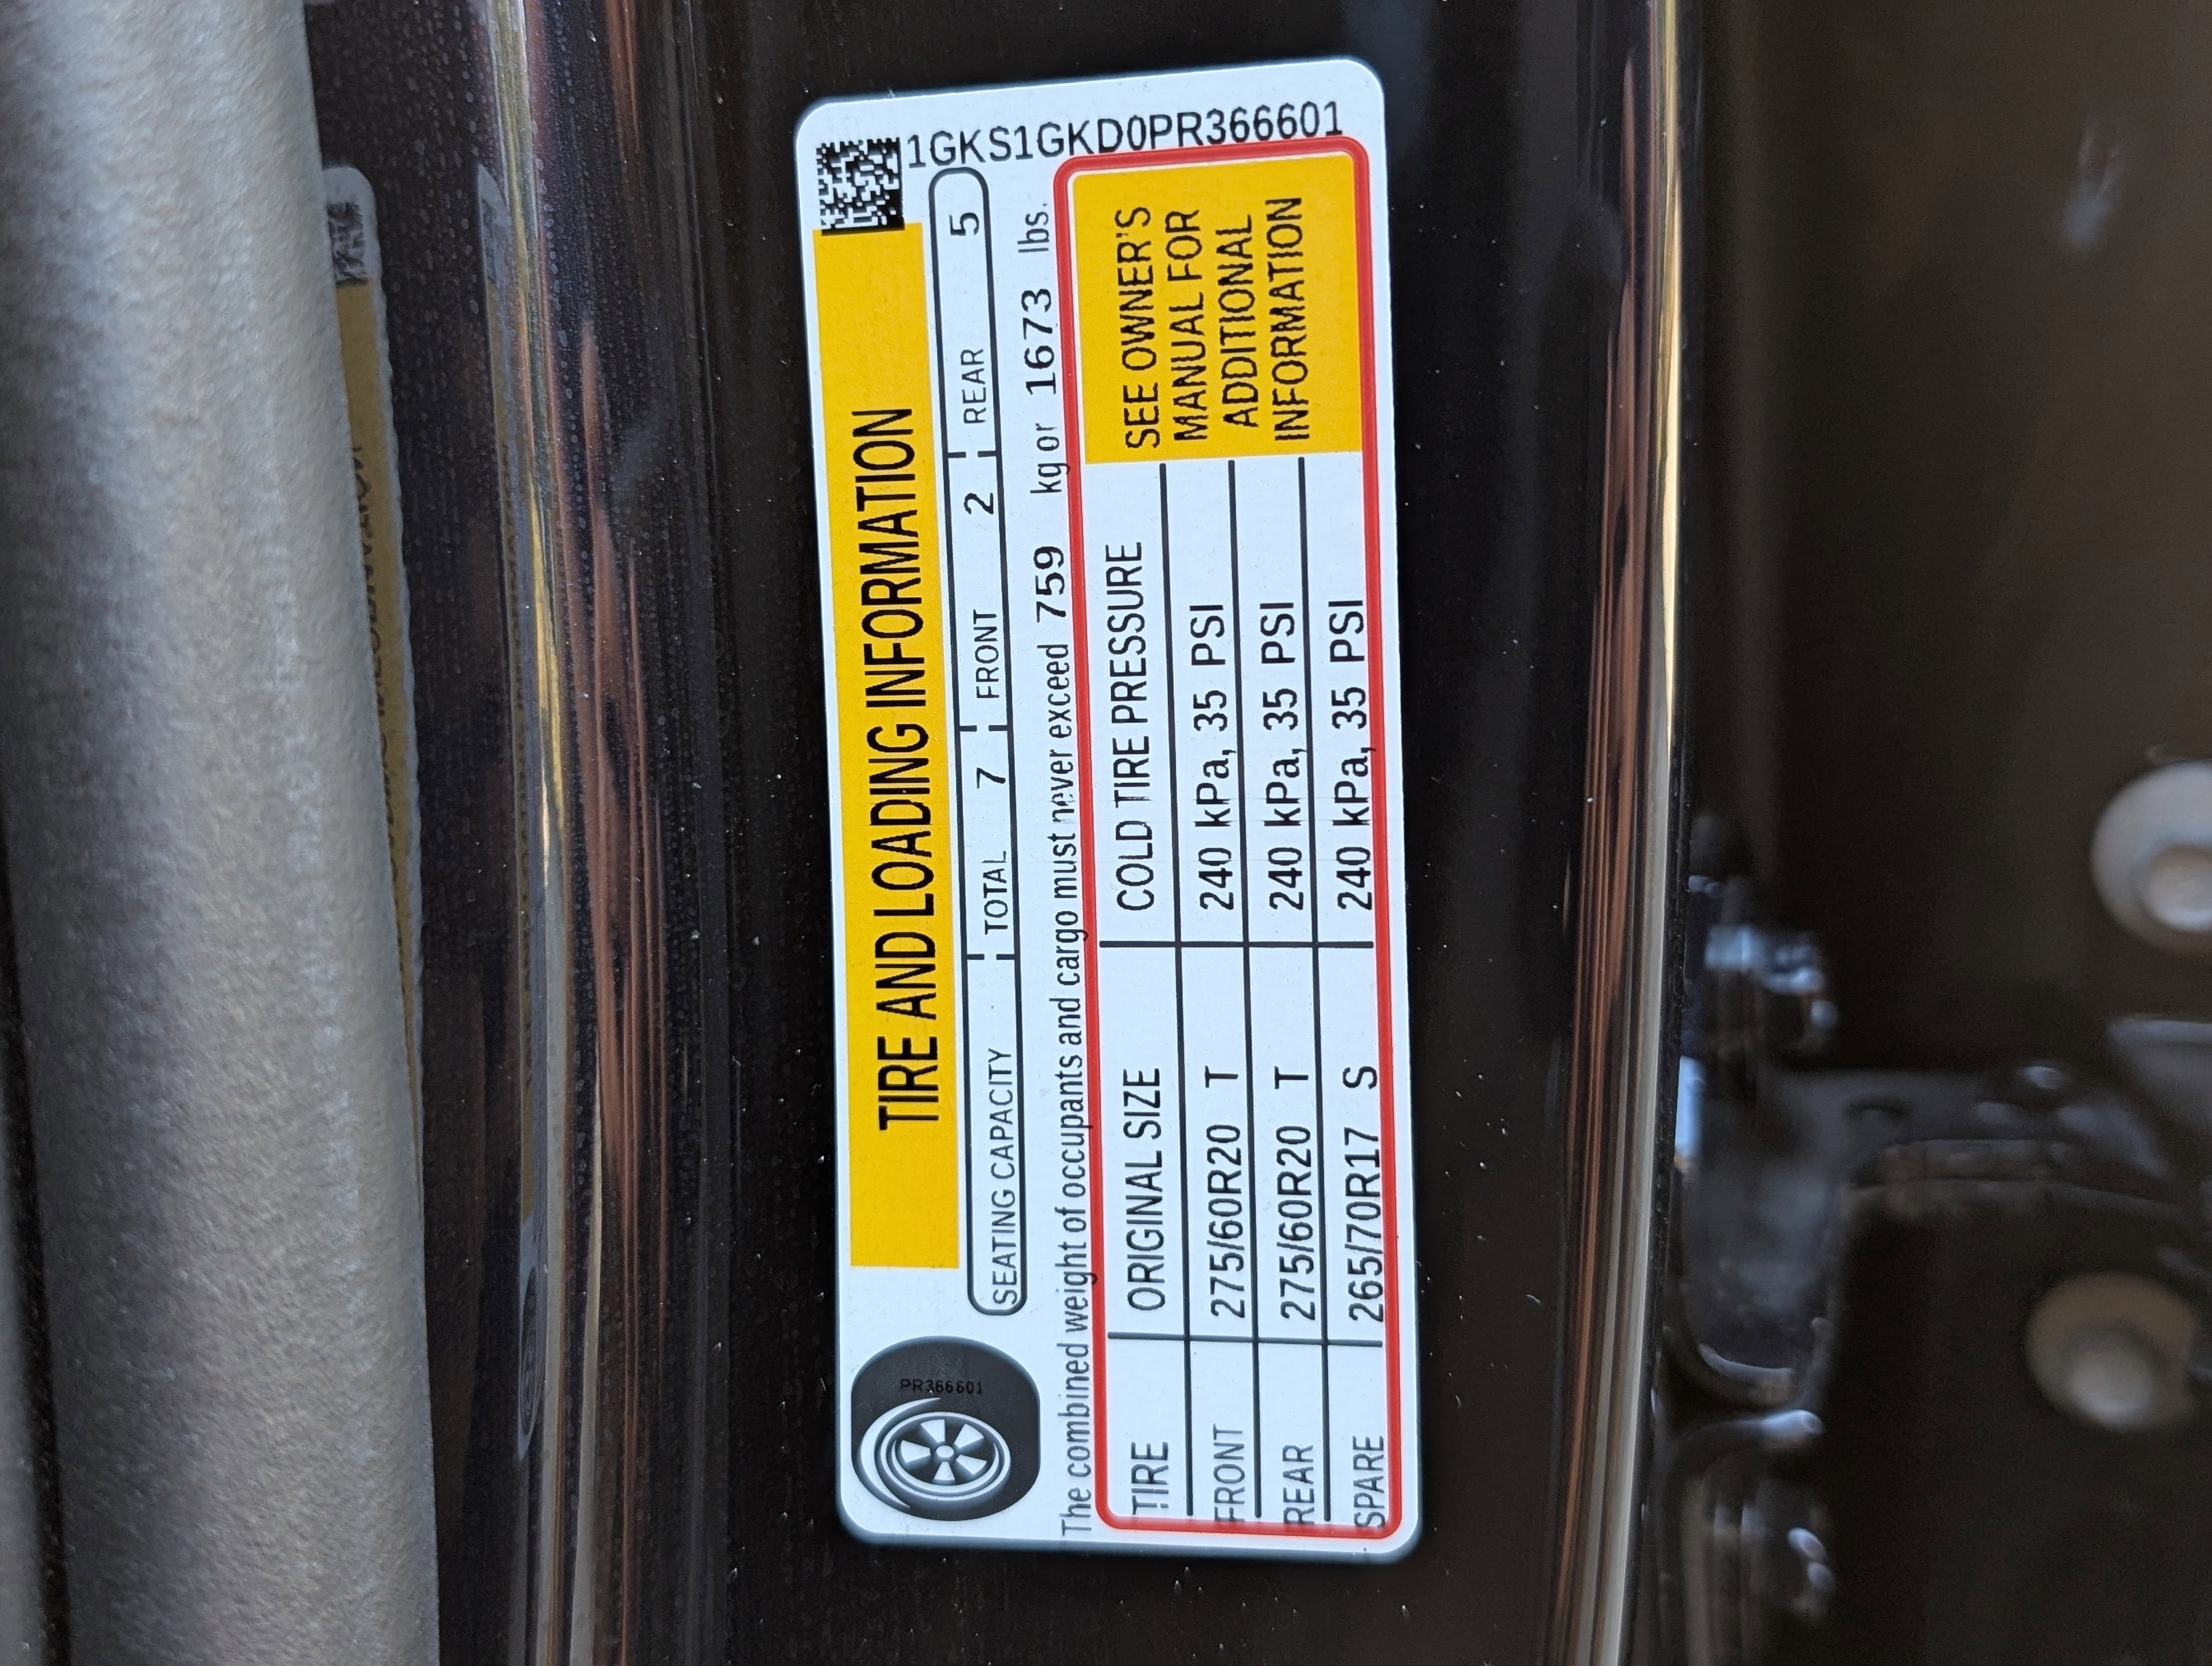 1GKS1GKD0PR366601
TIRE AND LOADING INFORMATION
SEATING CAPACITY TOTAL 7 FRONT 2 REAR 5
The combined weight of occupants and cargo must never exceed 759 kg or 1673 lbs.
PR366601
TIRE ORIGINAL SIZE COLD TIRE PRESSURE
FRONT 275/60R20 T 240 kPa, 35 PSI
REAR 275/60R20 T 240 kPa, 35 PSI
SPARE 265/70R17 S 240 kPa, 35 PSI
SEE OWNER'S
MANUAL FOR
ADDITIONAL
INFORMATION